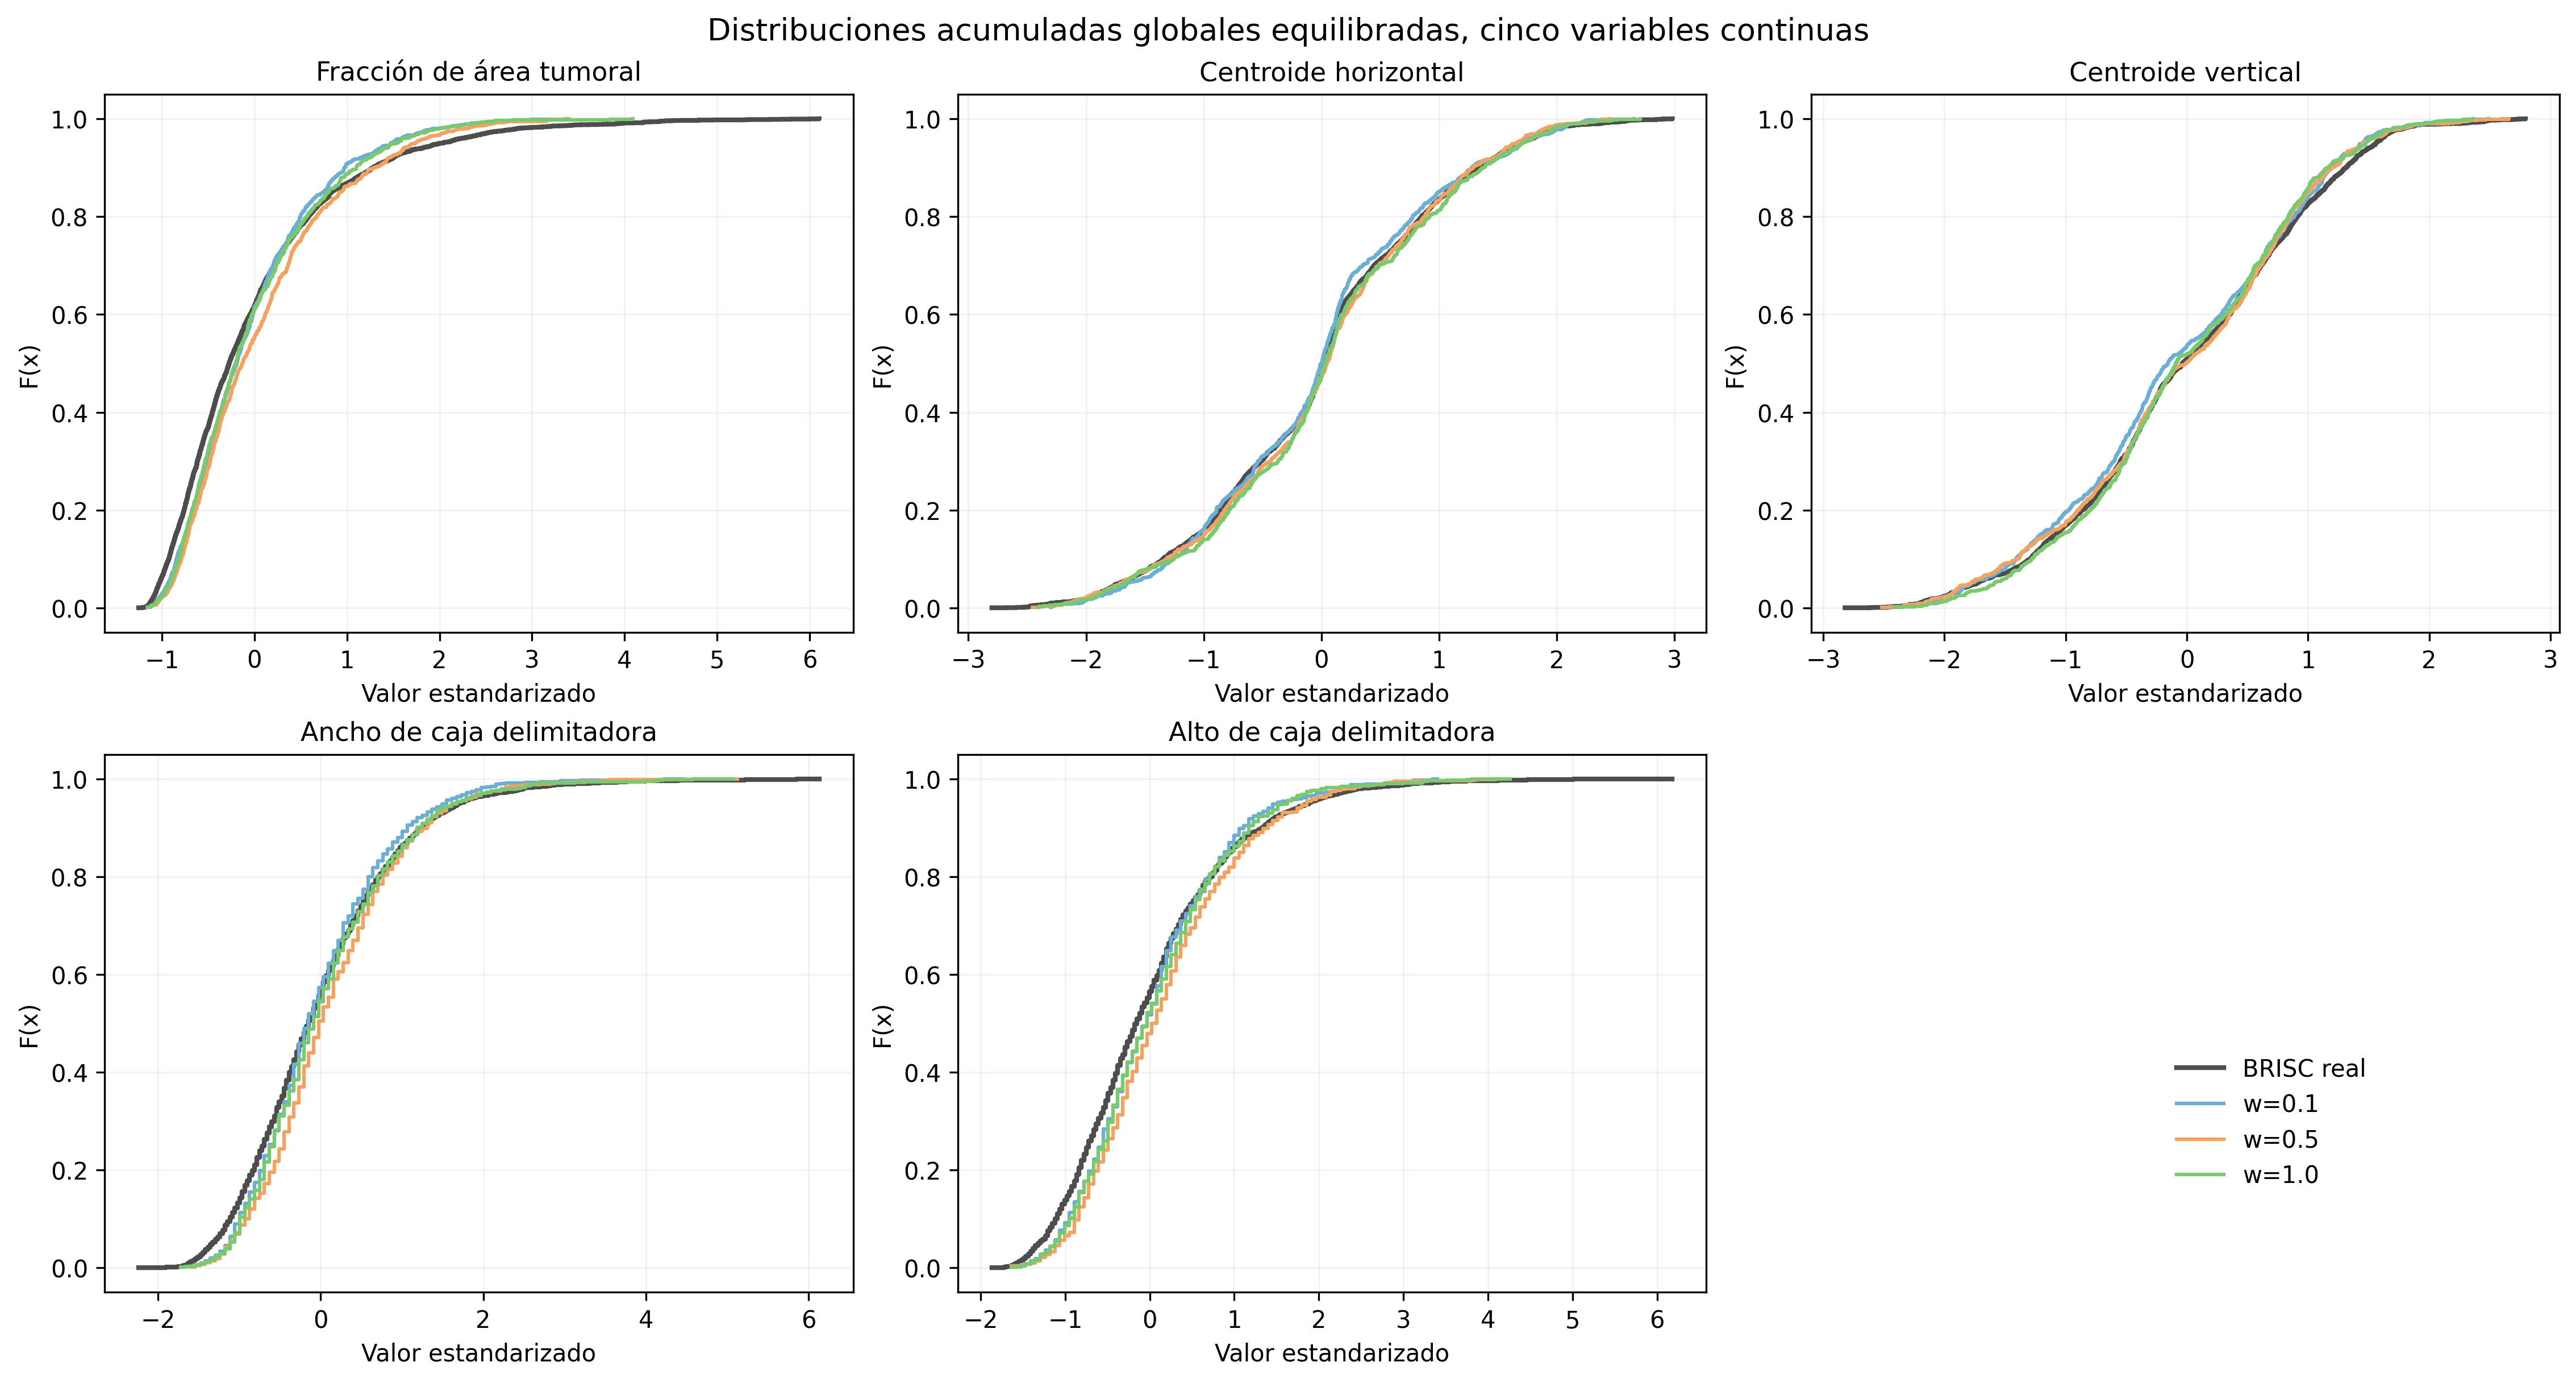 Distribuciones acumuladas globales equilibradas, cinco variables continuas
Fracción de área tumoral
1.0
0.8
0.6
0.4
0.2
0.0
F(x)
−1 0 1 2 3 4 5 6
Valor estandarizado
Centroide horizontal
1.0
0.8
0.6
0.4
0.2
0.0
F(x)
−3 −2 −1 0 1 2 3
Valor estandarizado
Centroide vertical
1.0
0.8
0.6
0.4
0.2
0.0
F(x)
−3 −2 −1 0 1 2 3
Valor estandarizado
Ancho de caja delimitadora
1.0
0.8
0.6
0.4
0.2
0.0
F(x)
−2 0 2 4 6
Valor estandarizado
Alto de caja delimitadora
1.0
0.8
0.6
0.4
0.2
0.0
F(x)
−2 −1 0 1 2 3 4 5 6
Valor estandarizado
BRISC real
w=0.1
w=0.5
w=1.0